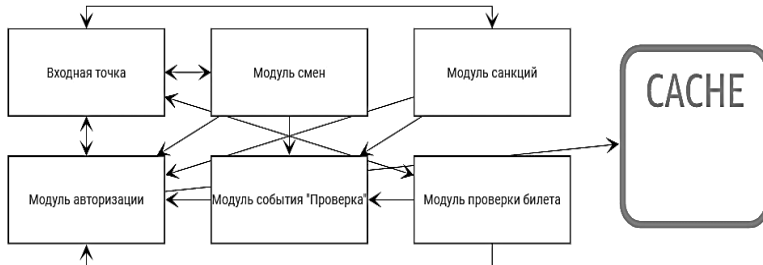 Входная точка
Модуль смен
Модуль санкций
CACHE
Модуль авторизации
Модуль события "Проверка"
Модуль проверки билета